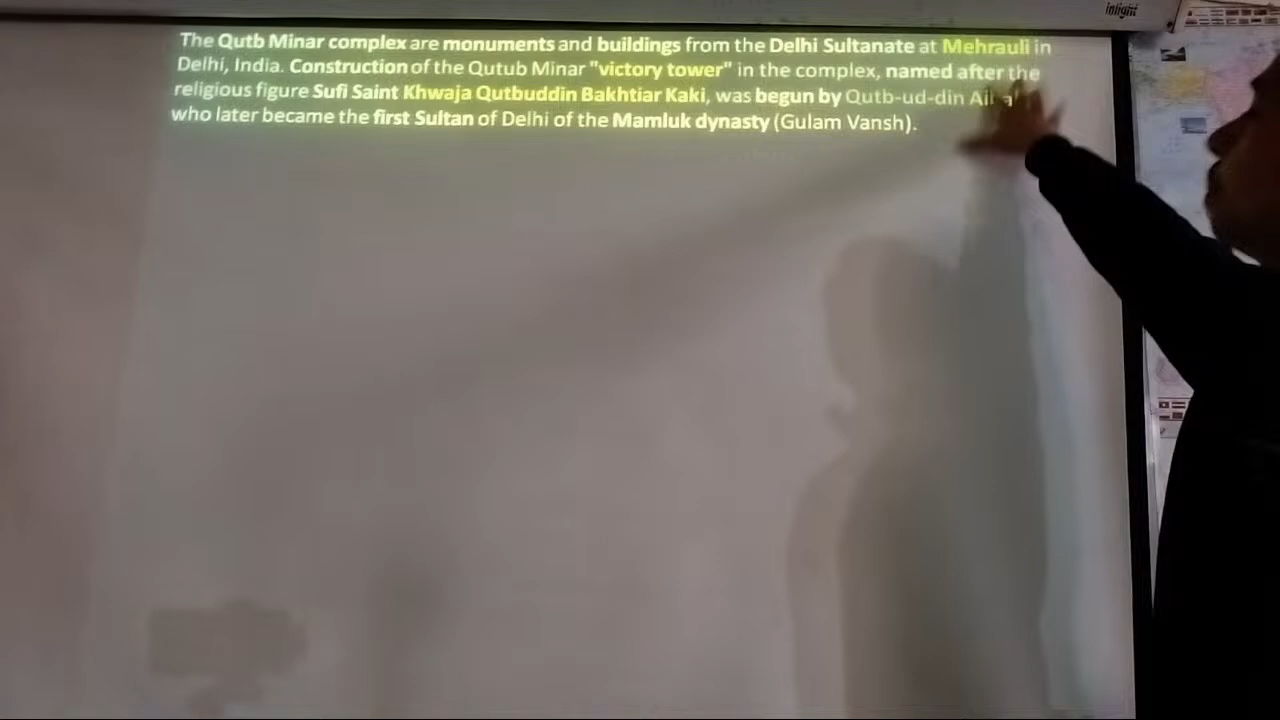 inlight
The Qutb Minar complex are monuments and buildings from the Delhi Sultanate at Mehrauli in
Delhi, India. Construction of the Qutub Minar "victory tower" in the complex, named after the
religious figure Sufi Saint Khwaja Qutbuddin Bakhtiar Kaki, was begun by Qutb-ud-din
who later became the first Sultan of Delhi of the Mamluk dynasty (Gulam Vansh).